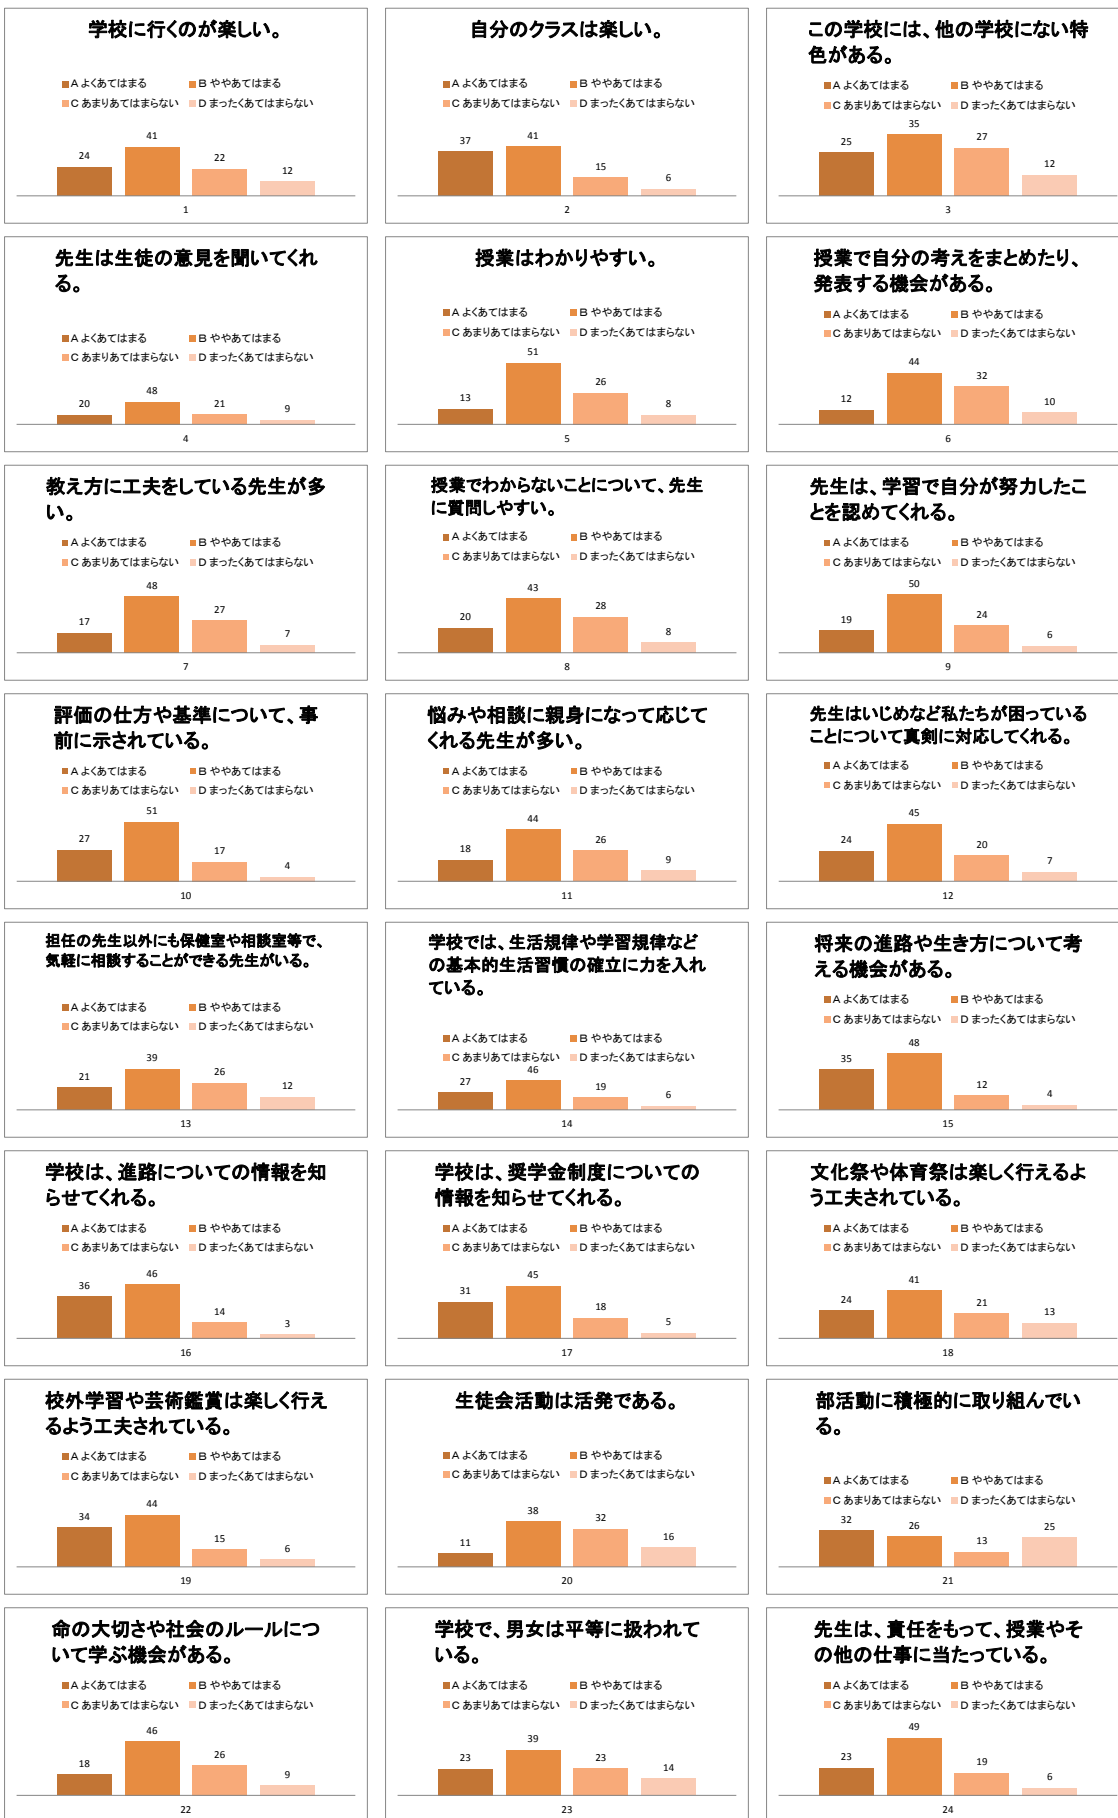 学校に行くのが楽しい。
A よくあてはまる B ややあてはまる
C あまりあてはまらない D まったくあてはまらない
24 41 22 12
1
自分のクラスは楽しい。
A よくあてはまる B ややあてはまる
C あまりあてはまらない D まったくあてはまらない
37 41 15 6
2
この学校には、他の学校にない特
色がある。
A よくあてはまる B ややあてはまる
C あまりあてはまらない D まったくあてはまらない
25 35 27 12
3
先生は生徒の意見を聞いてくれ
る。
A よくあてはまる B ややあてはまる
C あまりあてはまらない D まったくあてはまらない
20 48 21 9
4
授業はわかりやすい。
A よくあてはまる B ややあてはまる
C あまりあてはまらない D まったくあてはまらない
13 51 26 8
5
授業で自分の考えをまとめたり、
発表する機会がある。
A よくあてはまる B ややあてはまる
C あまりあてはまらない D まったくあてはまらない
12 44 32 10
6
教え方に工夫をしている先生が多
い。
A よくあてはまる B ややあてはまる
C あまりあてはまらない D まったくあてはまらない
17 48 27 7
7
授業でわからないことについて、先生
に質問しやすい。
A よくあてはまる B ややあてはまる
C あまりあてはまらない D まったくあてはまらない
20 43 28 8
8
先生は、学習で自分が努力したこ
とを認めてくれる。
A よくあてはまる B ややあてはまる
C あまりあてはまらない D まったくあてはまらない
19 50 24 6
9
評価の仕方や基準について、事
前に示されている。
A よくあてはまる B ややあてはまる
C あまりあてはまらない D まったくあてはまらない
27 51 17 4
10
悩みや相談に親身になって応じて
くれる先生が多い。
A よくあてはまる B ややあてはまる
C あまりあてはまらない D まったくあてはまらない
18 44 26 9
11
先生はいじめなど私たちが困っている
ことについて真剣に対応してくれる。
A よくあてはまる B ややあてはまる
C あまりあてはまらない D まったくあてはまらない
24 45 20 7
12
担任の先生以外にも保健室や相談室等で、
気軽に相談することができる先生がいる。
A よくあてはまる B ややあてはまる
C あまりあてはまらない D まったくあてはまらない
21 39 26 12
13
学校では、生活規律や学習規律など
の基本的生活習慣の確立に力を入れ
ている。
A よくあてはまる B ややあてはまる
C あまりあてはまらない D まったくあてはまらない
27 46 19 6
14
将来の進路や生き方について考
える機会がある。
A よくあてはまる B ややあてはまる
C あまりあてはまらない D まったくあてはまらない
35 48 12 4
15
学校は、進路についての情報を知
らせてくれる。
A よくあてはまる B ややあてはまる
C あまりあてはまらない D まったくあてはまらない
36 46 14 3
16
学校は、奨学金制度についての
情報を知らせてくれる。
A よくあてはまる B ややあてはまる
C あまりあてはまらない D まったくあてはまらない
31 45 18 5
17
文化祭や体育祭は楽しく行えるよ
う工夫されている。
A よくあてはまる B ややあてはまる
C あまりあてはまらない D まったくあてはまらない
24 41 21 13
18
校外学習や芸術鑑賞は楽しく行え
るよう工夫されている。
A よくあてはまる B ややあてはまる
C あまりあてはまらない D まったくあてはまらない
34 44 15 6
19
生徒会活動は活発である。
A よくあてはまる B ややあてはまる
C あまりあてはまらない D まったくあてはまらない
11 38 32 16
20
部活動に積極的に取り組んでい
る。
A よくあてはまる B ややあてはまる
C あまりあてはまらない D まったくあてはまらない
32 26 13 25
21
命の大切さや社会のルールにつ
いて学ぶ機会がある。
A よくあてはまる B ややあてはまる
C あまりあてはまらない D まったくあてはまらない
18 46 26 9
22
学校で、男女は平等に扱われて
いる。
A よくあてはまる B ややあてはまる
C あまりあてはまらない D まったくあてはまらない
23 39 23 14
23
先生は、責任をもって、授業やそ
の他の仕事に当たっている。
A よくあてはまる B ややあてはまる
C あまりあてはまらない D まったくあてはまらない
23 49 19 6
24